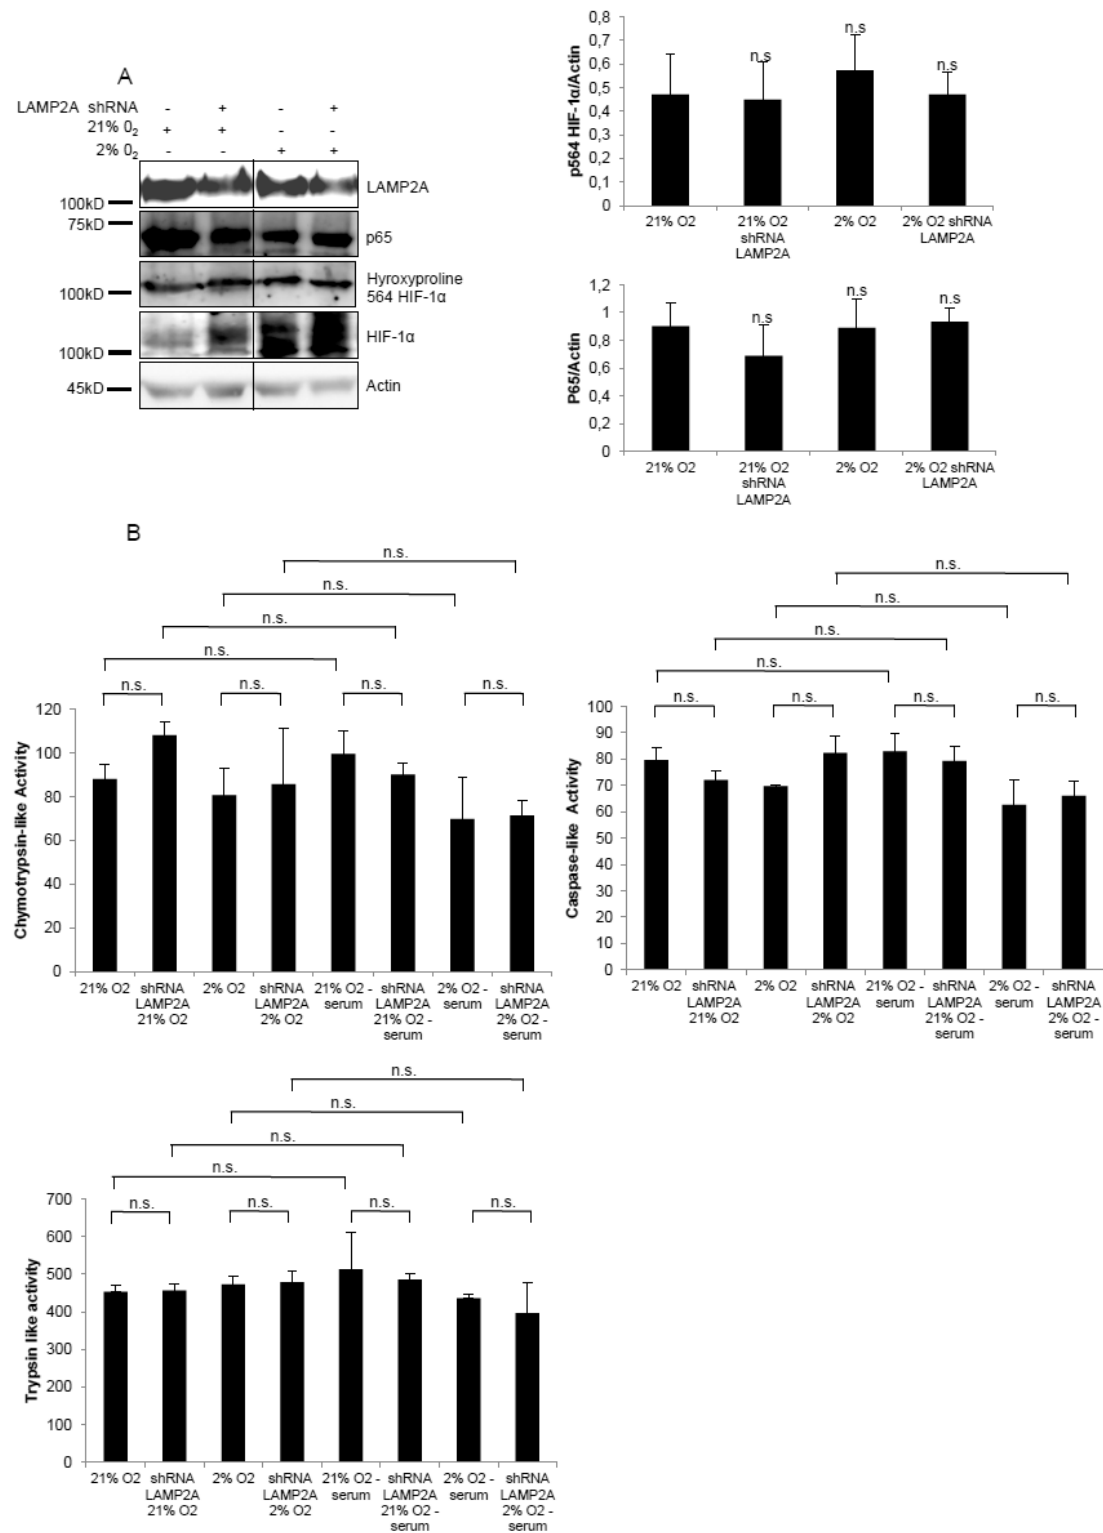 A
LAMP2A shRNA - + - +
21% 0₂ + + - -
2% 0₂ - - + +
LAMP2A
100kD
75kD
p65
Hyroxyproline
564 HIF-1α
100kD
HIF-1α
100kD
45kD
Actin
p564 HIF-1α/Actin
0,8
0,7
0,6
0,5
0,4
0,3
0,2
0,1
0
n.s
n.s
n.s
21% O2
21% O2
shRNA
LAMP2A
2% O2
2% O2 shRNA
LAMP2A
P65/Actin
1,2
1
0,8
0,6
0,4
0,2
0
n.s
n.s
n.s
21% O2
21% O2
shRNA
LAMP2A
2% O2
2% O2 shRNA
LAMP2A
B
n.s.
n.s.
n.s.
n.s.
n.s. n.s. n.s. n.s.
Chymotrypsin-like Activity
120
100
80
60
40
20
0
21% O2
shRNA
LAMP2A
21% O2
2% O2
shRNA
LAMP2A
2% O2
21% O2 -
serum
shRNA
LAMP2A
21% O2 -
serum
2% O2 -
serum
shRNA
LAMP2A
2% O2 -
serum
n.s.
n.s.
n.s.
n.s.
n.s. n.s. n.s. n.s.
Caspase-like Activity
100
90
80
70
60
50
40
30
20
10
0
21% O2
shRNA
LAMP2A
21% O2
2% O2
shRNA
LAMP2A
2% O2
21% O2 -
serum
shRNA
LAMP2A
21% O2 -
serum
2% O2 -
serum
shRNA
LAMP2A
2% O2 -
serum
n.s.
n.s.
n.s.
n.s.
n.s. n.s. n.s. n.s.
Trypsin like activity
700
600
500
400
300
200
100
0
21% O2
shRNA
LAMP2A
21% O2
2% O2
shRNA
LAMP2A
2% O2
21% O2 -
serum
shRNA
LAMP2A
21% O2 -
serum
2% O2 -
serum
shRNA
LAMP2A
2% O2 -
serum